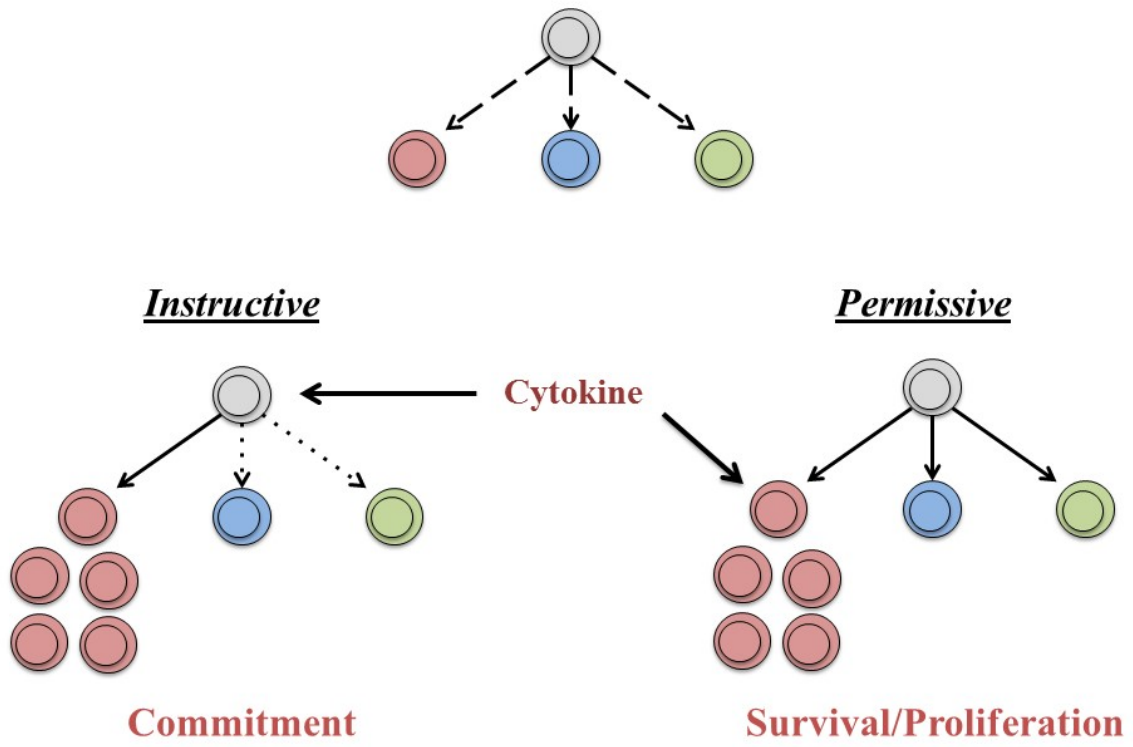 Instructive
Permissive
Cytokine
Commitment
Survival/Proliferation